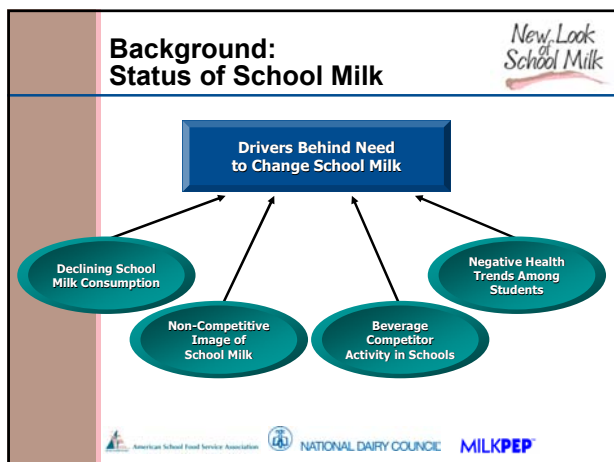 Background:
Status of School Milk
New Look
of
School Milk
Drivers Behind Need
to Change School Milk
Declining School
Milk Consumption
Negative Health
Trends Among
Students
Non-Competitive
Image of
School Milk
Beverage
Competitor
Activity in Schools
American School Food Service Association
NATIONAL DAIRY COUNCIL
MILKPEP